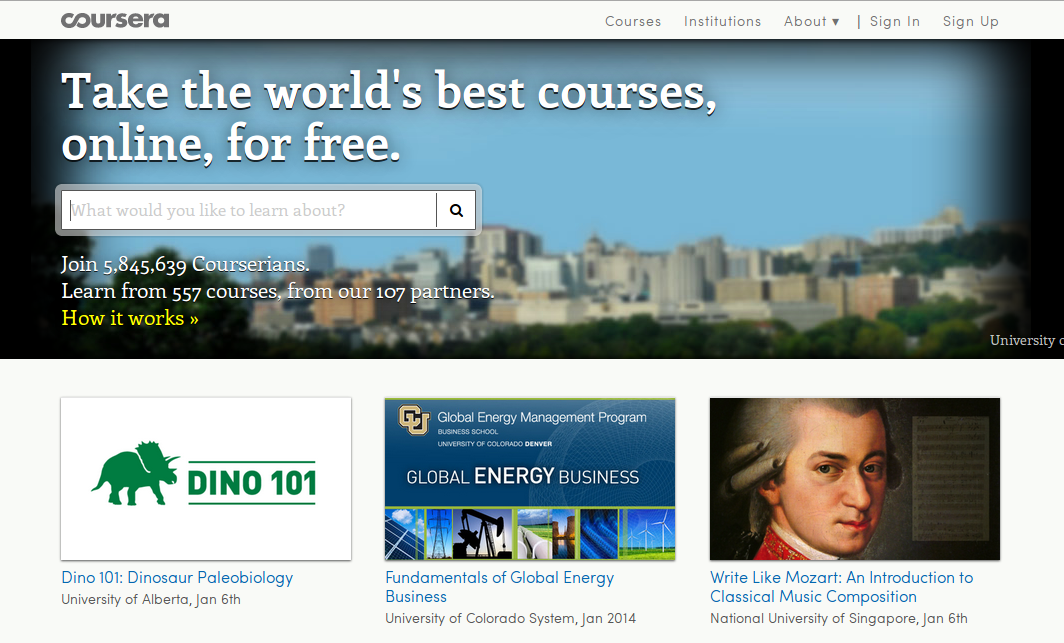 coursera
Courses Institutions About ▾ | Sign In Sign Up
Take the world's best courses,
online, for free.
What would you like to learn about?
Join 5,845,639 Courserians.
Learn from 557 courses, from our 107 partners.
How it works »
University
DINO 101
CU
Global Energy Management Program
BUSINESS SCHOOL
UNIVERSITY OF COLORADO DENVER
GLOBAL ENERGY BUSINESS
Dino 101: Dinosaur Paleobiology
University of Alberta, Jan 6th
Fundamentals of Global Energy
Business
University of Colorado System, Jan 2014
Write Like Mozart: An Introduction to
Classical Music Composition
National University of Singapore, Jan 6th